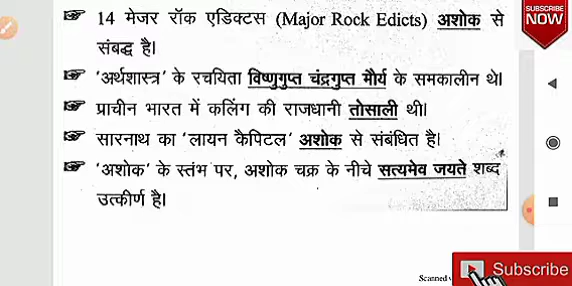 ☞ 14 मेजर रॉक एडिक्टस (Major Rock Edicts) अशोक से
संबद्ध है।
☞ 'अर्थशास्त्र' के रचयिता विष्णुगुप्त चंद्रगुप्त मौर्य के समकालीन थे।
☞ प्राचीन भारत में कलिंग की राजधानी तोसाली थी।
☞ सारनाथ का 'लायन कैपिटल' अशोक से संबंधित है।
☞ 'अशोक' के स्तंभ पर, अशोक चक्र के नीचे सत्यमेव जयते शब्द
उत्कीर्ण है।
SUBSCRIBE
NOW
Scanned
Subscribe